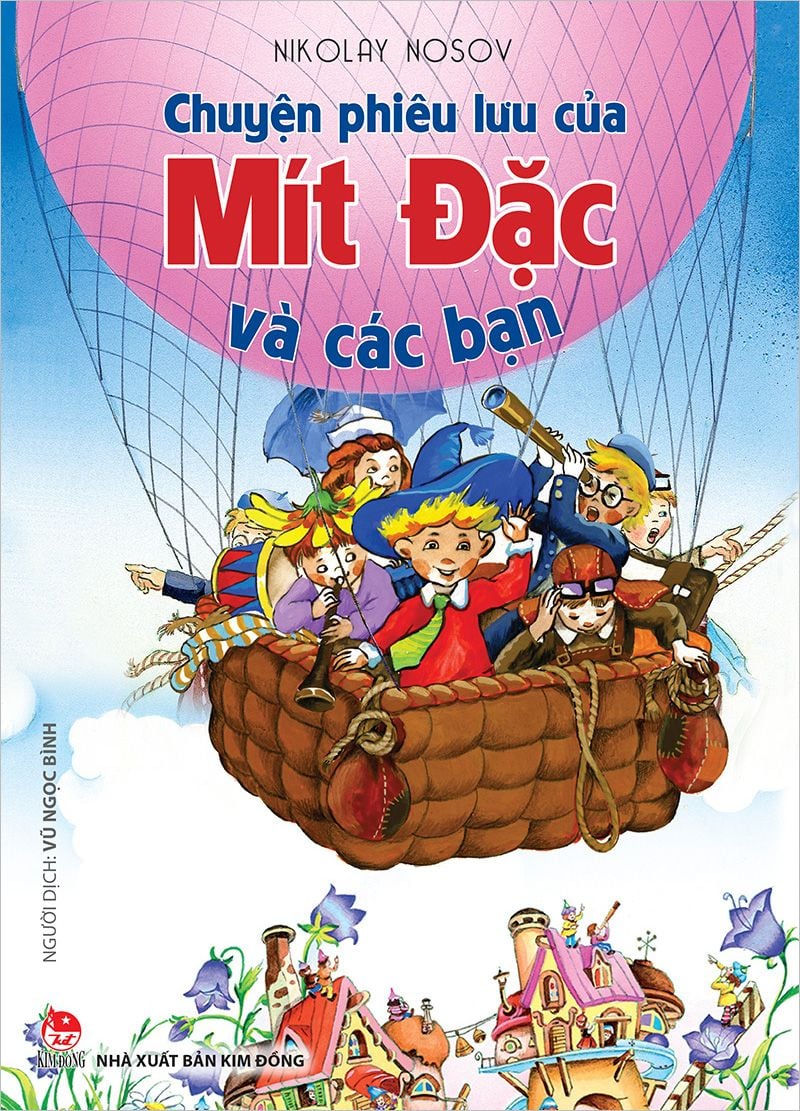 NIKOLAY NOSOV
Chuyện phiêu lưu của
Mít Đặc
và các bạn
NGƯỜI DỊCH: VŨ NGỌC BÌNH
KIM ĐỒNG
NHÀ XUẤT BẢN KIM ĐỒNG